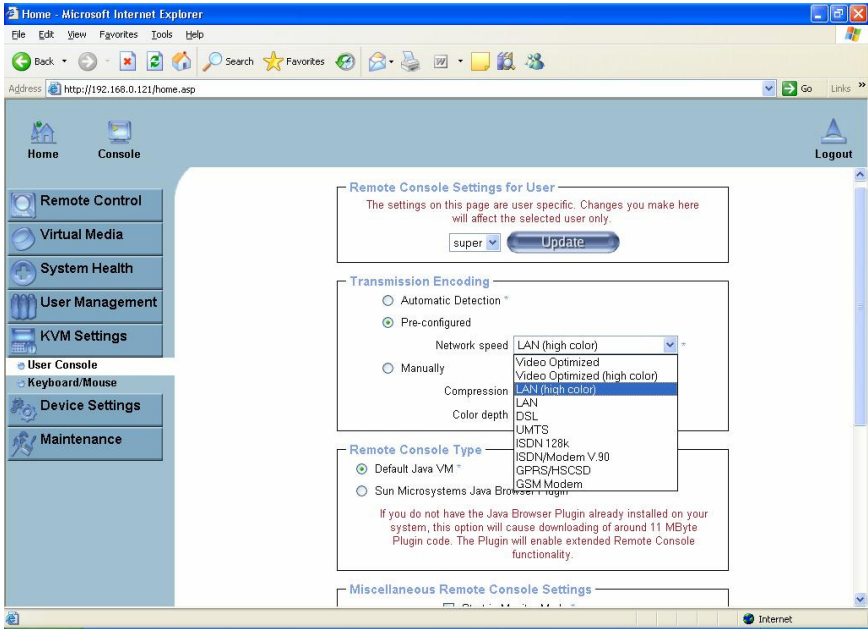 Home - Microsoft Internet Explorer
File Edit View Favorites Tools Help
Back Search Favorites
Address http://192.168.0.121/home.asp Go Links »
Home Console Logout
Remote Control
Virtual Media
System Health
User Management
KVM Settings
User Console
Keyboard/Mouse
Device Settings
Maintenance
Remote Console Settings for User
The settings on this page are user specific. Changes you make here
will affect the selected user only.
super Update
Transmission Encoding
Automatic Detection *
Pre-configured
Network speed LAN (high color) *
Video Optimized
Video Optimized (high color)
LAN (high color)
LAN
DSL
UMTS
ISDN 128k
ISDN/Modem V.90
GPRS/HSCSD
GSM Modem
Manually
Compression
Color depth
Remote Console Type
Default Java VM *
Sun Microsystems Java Browser Plugin
If you do not have the Java Browser Plugin already installed on your
system, this option will cause downloading of around 11 MByte
Plugin code. The Plugin will enable extended Remote Console
functionality.
Miscellaneous Remote Console Settings
Internet